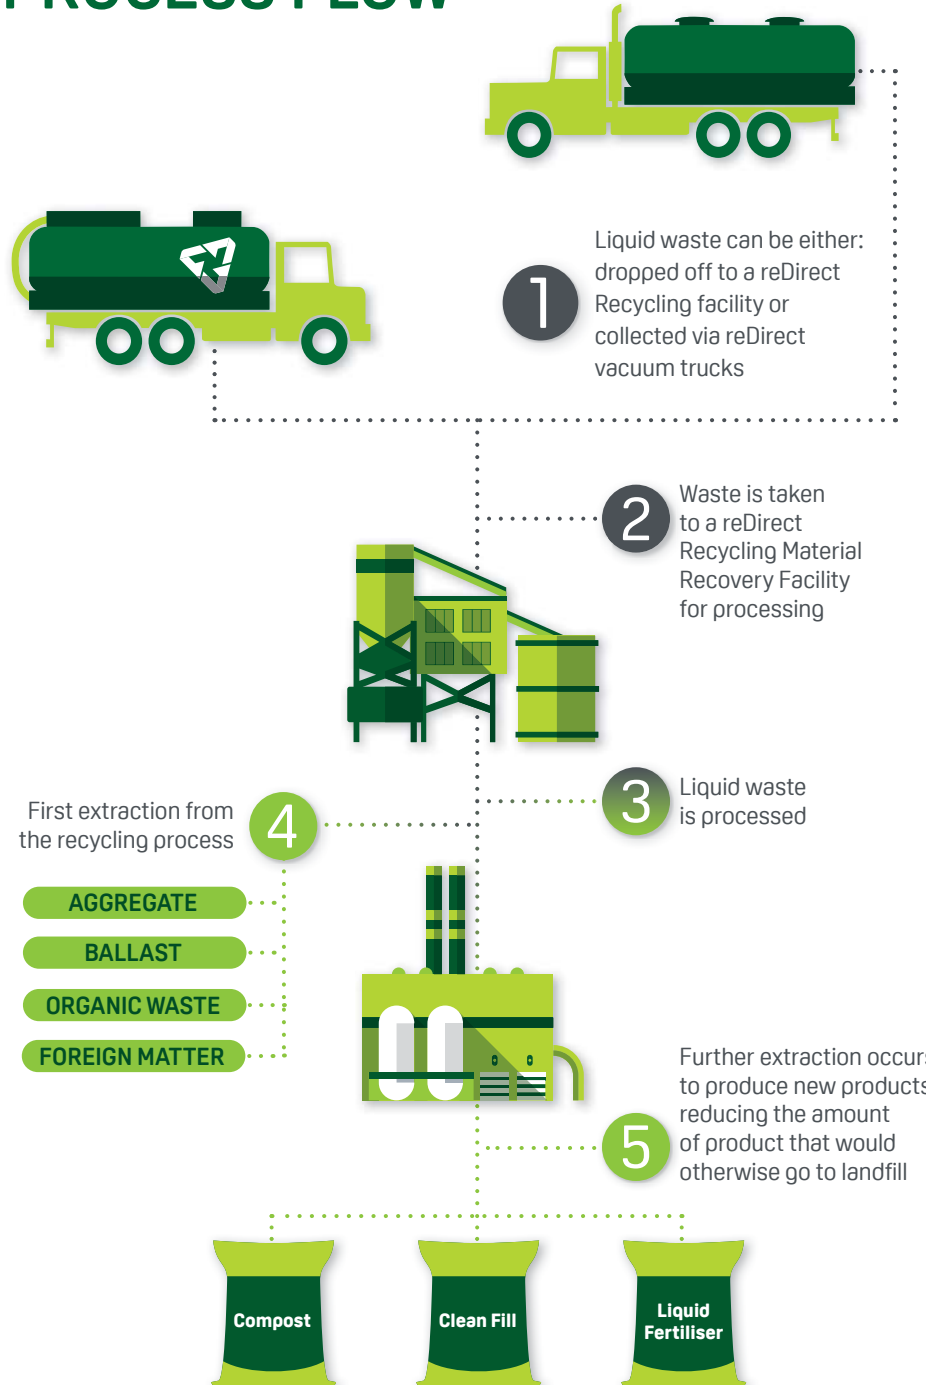 PROCESS FLOW
1
Liquid waste can be either:
dropped off to a reDirect
Recycling facility or
collected via reDirect
vacuum trucks
2
Waste is taken
to a reDirect
Recycling Material
Recovery Facility
for processing
3
Liquid waste
is processed
First extraction from
the recycling process
4
AGGREGATE
BALLAST
ORGANIC WASTE
FOREIGN MATTER
5
Further extraction occurs
to produce new products
reducing the amount
of product that would
otherwise go to landfill
Compost
Clean Fill
Liquid
Fertiliser